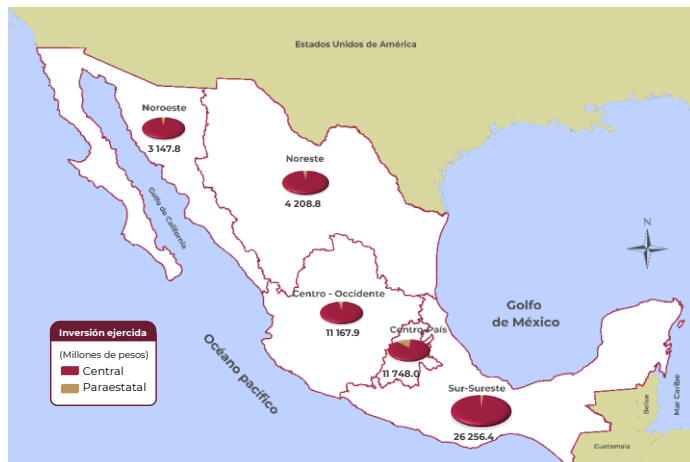 Estados Unidos de América
Noroeste
3 147.8
Noreste
4 208.8
Golfo de California
N
Centro - Occidente
11 167.9
Golfo
de México
Centro País
11 748.0
Inversión ejercida
(Millones de pesos)
Central
Paraestatal
Océano pacífico
Sur-Sureste
26 256.4
Mar Caribe
Belice
Guatemala